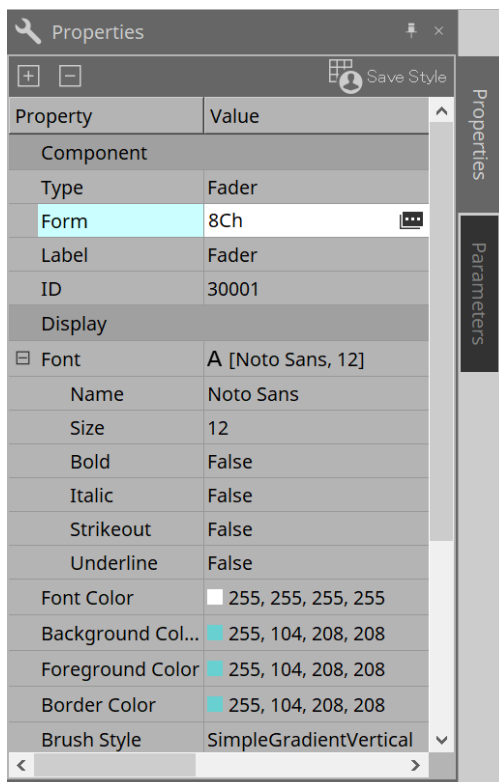 Properties
Save Style
Property Value
Component
Type Fader
Form 8Ch
Label Fader
ID 30001
Display
Font A [Noto Sans, 12]
Name Noto Sans
Size 12
Bold False
Italic False
Strikeout False
Underline False
Font Color 255, 255, 255, 255
Background Col... 255, 104, 208, 208
Foreground Color 255, 104, 208, 208
Border Color 255, 104, 208, 208
Brush Style SimpleGradientVertical
Properties
Parameters